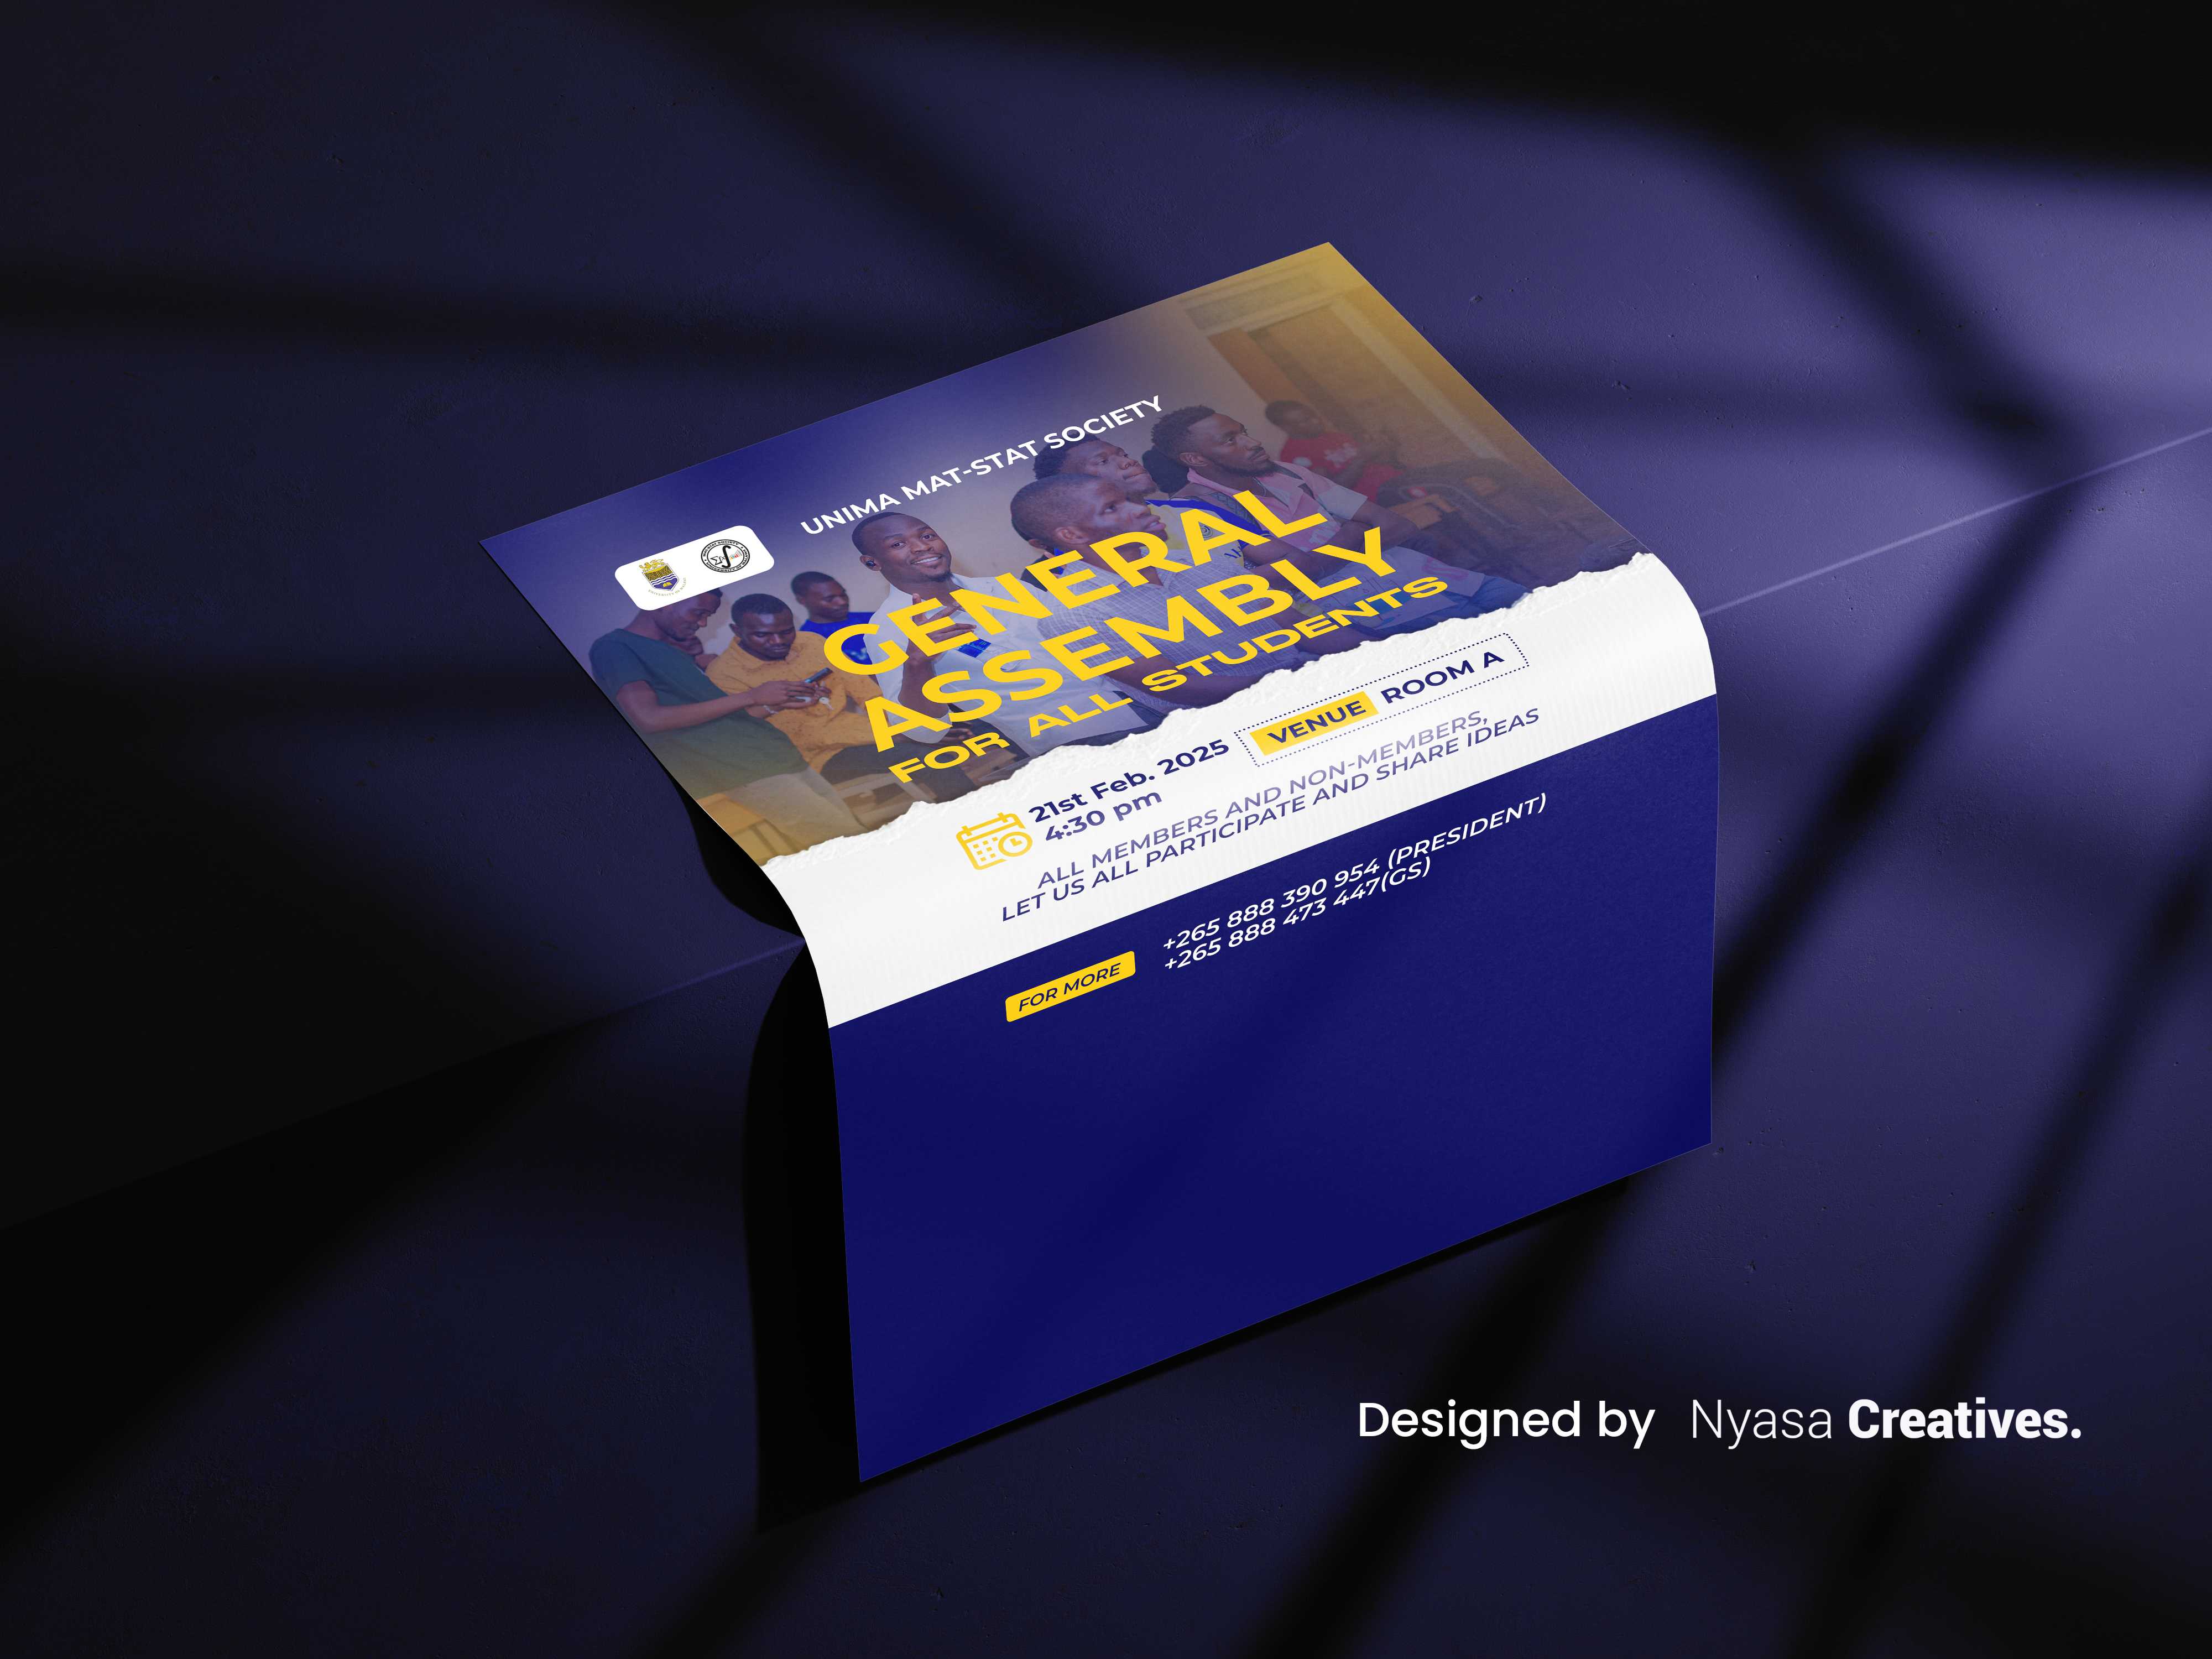 UNIMA MAT-STAT SOCIETY
GENERAL
ASSEMBLY
FOR ALL STUDENTS
21st Feb. 2025
4:30 pm
VENUE ROOM A
ALL MEMBERS AND NON-MEMBERS,
LET US ALL PARTICIPATE AND SHARE IDEAS
FOR MORE
+265 888 390 954 (PRESIDENT)
+265 888 473 447(GS)
Designed by Nyasa Creatives.